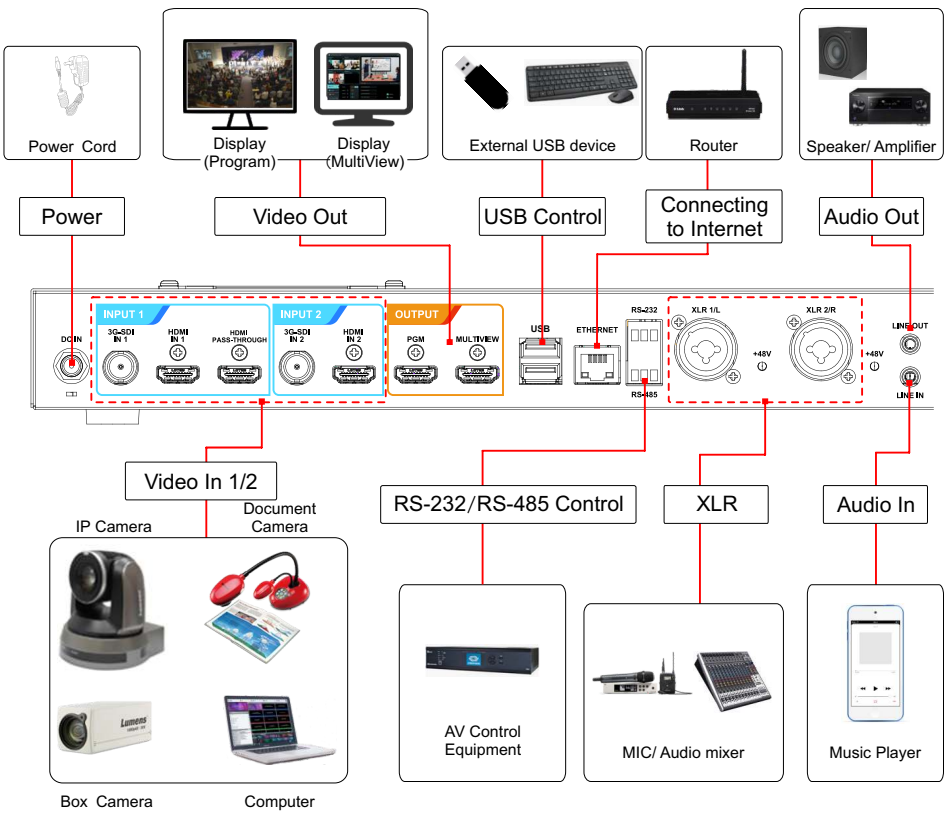 Power  Cord
Display
(Program)
Display
(MultiView)
External USB device
Router
Speaker/ Amplifier
Power
Video Out
USB Control
Connecting
to Internet
Audio Out
INPUT 1
3G-SDI
IN 1
HDMI
IN 1
HDMI
PASS-THROUGH
INPUT 2
3G-SDI
IN 2
HDMI
IN 2
OUTPUT
PGM
MULTIVIEW
DC IN
USB
ETHERNET
RS-232
RS-485
XLR 1/L
+48V
XLR 2/R
+48V
LINE OUT
LINE IN
Video In 1/2
RS-232/RS-485 Control
XLR
Audio In
IP Camera
Document
Camera
Lumens
Box  Camera
Computer
AV Control
Equipment
MIC/ Audio mixer
Music Player